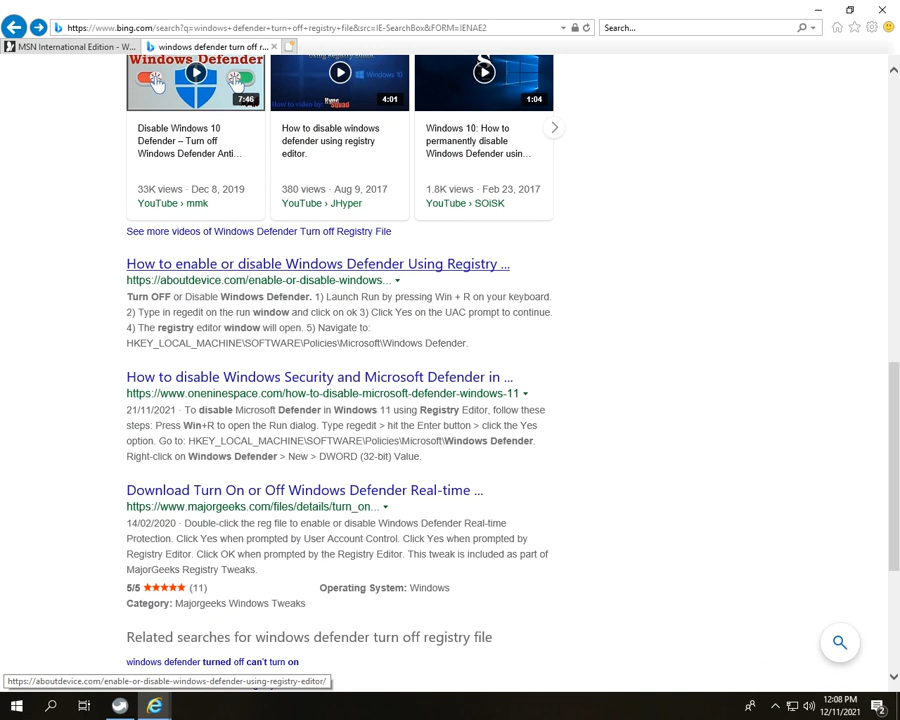 https://www.bing.com/search?q=windows+defender+turn+off+registry+file&src=IE-SearchBox&FORM=IENAE2
Search...
MSN International Edition - W...
windows defender turn off r...
Windows Defender
7:46
4:01
1:04
Disable Windows 10
Defender – Turn off
Windows Defender Anti...
33K views · Dec 8, 2019
YouTube › mmk
How to disable windows
defender using registry
editor.
380 views · Aug 9, 2017
YouTube › JHyper
Windows 10: How to
permanently disable
Windows Defender usin...
1.8K views · Feb 23, 2017
YouTube › SOiSK
See more videos of Windows Defender Turn off Registry File
How to enable or disable Windows Defender Using Registry ...
https://aboutdevice.com/enable-or-disable-windows...
Turn OFF or Disable Windows Defender. 1) Launch Run by pressing Win + R on your keyboard.
2) Type in regedit on the run window and click on ok 3) Click Yes on the UAC prompt to continue.
4) The registry editor window will open. 5) Navigate to:
HKEY_LOCAL_MACHINE\SOFTWARE\Policies\Microsoft\Windows Defender.
How to disable Windows Security and Microsoft Defender in ...
https://www.oneninespace.com/how-to-disable-microsoft-defender-windows-11
21/11/2021 · To disable Microsoft Defender in Windows 11 using Registry Editor, follow these
steps: Press Win+R to open the Run dialog. Type regedit > hit the Enter button > click the Yes
option. Go to: HKEY_LOCAL_MACHINE\SOFTWARE\Policies\Microsoft\Windows Defender.
Right-click on Windows Defender > New > DWORD (32-bit) Value.
Download Turn On or Off Windows Defender Real-time ...
https://www.majorgeeks.com/files/details/turn_on...
14/02/2020 · Double-click the reg file to enable or disable Windows Defender Real-time
Protection. Click Yes when prompted by User Account Control. Click Yes when prompted by
Registry Editor. Click OK when prompted by the Registry Editor. This tweak is included as part of
MajorGeeks Registry Tweaks.
5/5 ★★★★★ (11)
Operating System: Windows
Category: Majorgeeks Windows Tweaks
Related searches for windows defender turn off registry file
windows defender turned off can't turn on
https://aboutdevice.com/enable-or-disable-windows-defender-using-registry-editor/
12:08 PM
12/11/2021
2